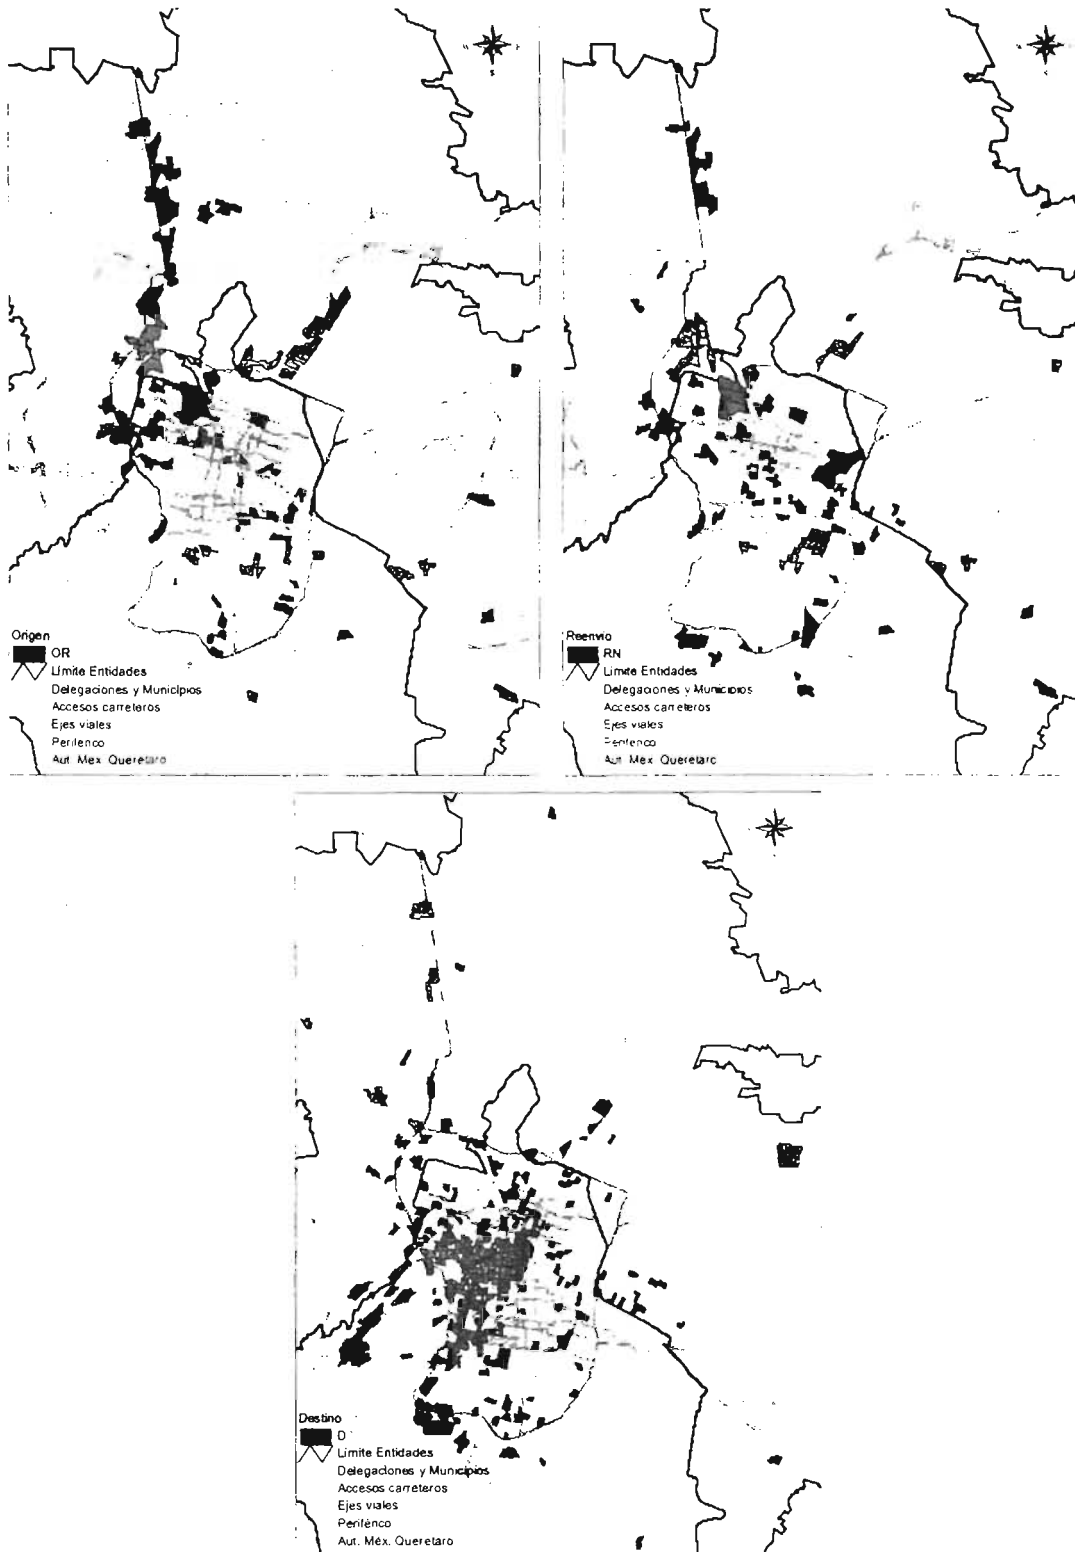 Origen
OR
Límite Entidades
Delegaciones y Municipios
Accesos carreteros
Ejes viales
Periferico
Aut. Mex. Queretaro
Reenvio
RN
Limite Entidades
Delegaciones y Municipios
Accesos carreteros
Ejes viales
Periferico
Aut. Mex. Queretaro
Destino
D
Límite Entidades
Delegaciones y Municipios
Accesos carreteros
Ejes viales
Periférico
Aut. Méx. Queretaro